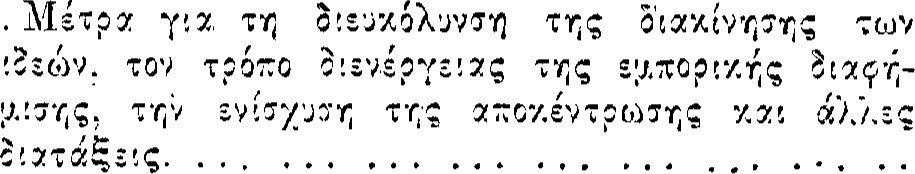 . Μέτρα για τη διευκόλυνση της διακίνησης των
ιδεών, τον τρόπο διενέργειας της εμπορικής διαφή-
μισης, την ενίσχυση της αποκέντρωσης και άλλες
διατάξεις. ... ... ... ... ... ... ... ... ..